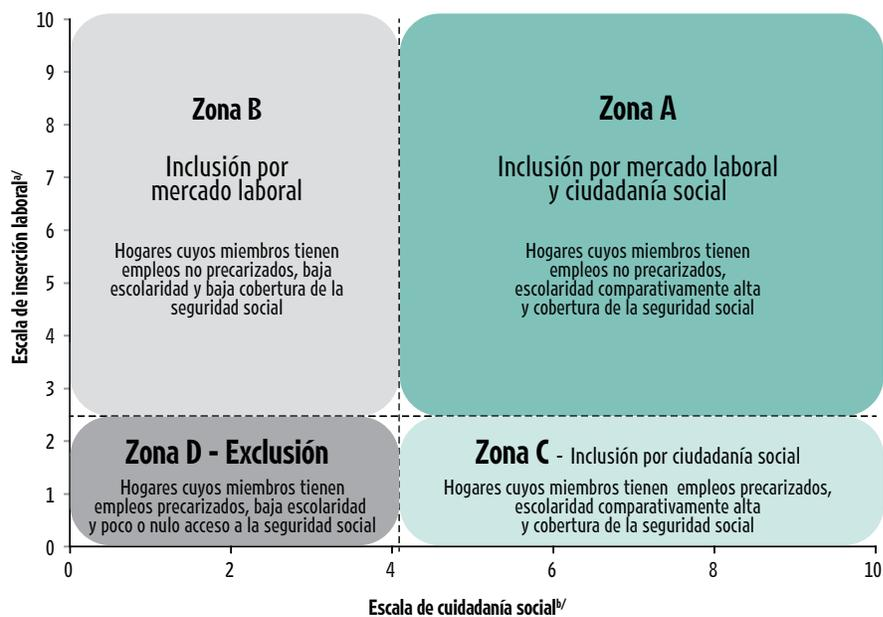 10
9
8
7
6
5
4
3
2
1
0
Escala de inserción laboral a/
Zona B
Inclusión por
mercado laboral
Hogares cuyos miembros tienen
empleos no precarizados, baja
escolaridad y baja cobertura de la
seguridad social
Zona A
Inclusión por mercado laboral
y ciudadanía social
Hogares cuyos miembros tienen
empleos no precarizados,
escolaridad comparativamente alta
y cobertura de la seguridad social
Zona D - Exclusión
Hogares cuyos miembros tienen
empleos precarizados, baja escolaridad
y poco o nulo acceso a la seguridad social
Zona C - Inclusión por ciudadanía social
Hogares cuyos miembros tienen empleos precarizados,
escolaridad comparativamente alta
y cobertura de la seguridad social
0 2 4 6 8 10
Escala de cuidadanía social b/